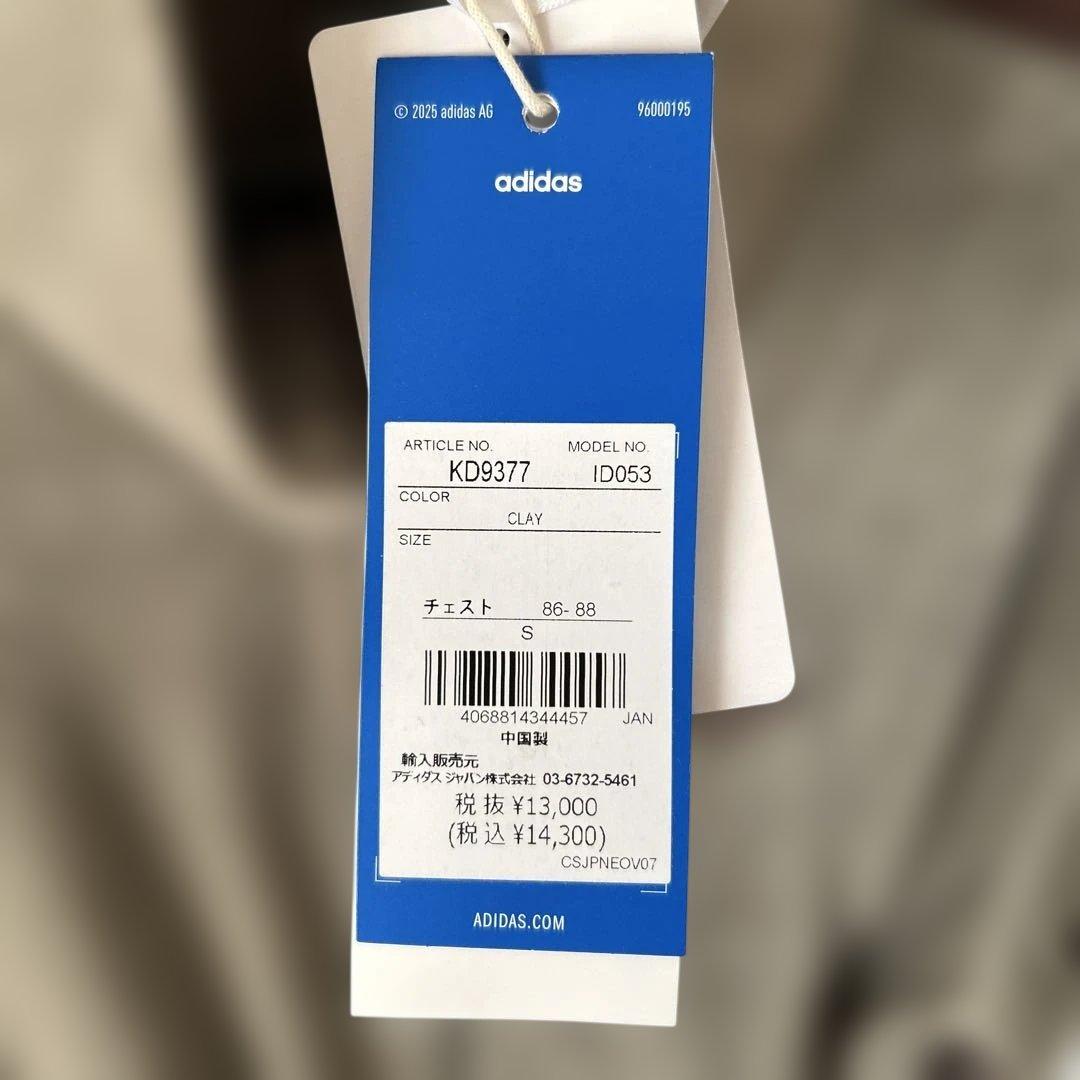 © 2025 adidas AG 96000195
adidas
ARTICLE NO. MODEL NO.
KD9377 ID053
COLOR
CLAY
SIZE
チェスト 86- 88
S
4068814344457 JAN
中国製
輸入販売元
アディダス ジャパン株式会社 03-6732-5461
税抜 ¥13,000
(税込 ¥14,300)
CSJPNEOV07
ADIDAS.COM